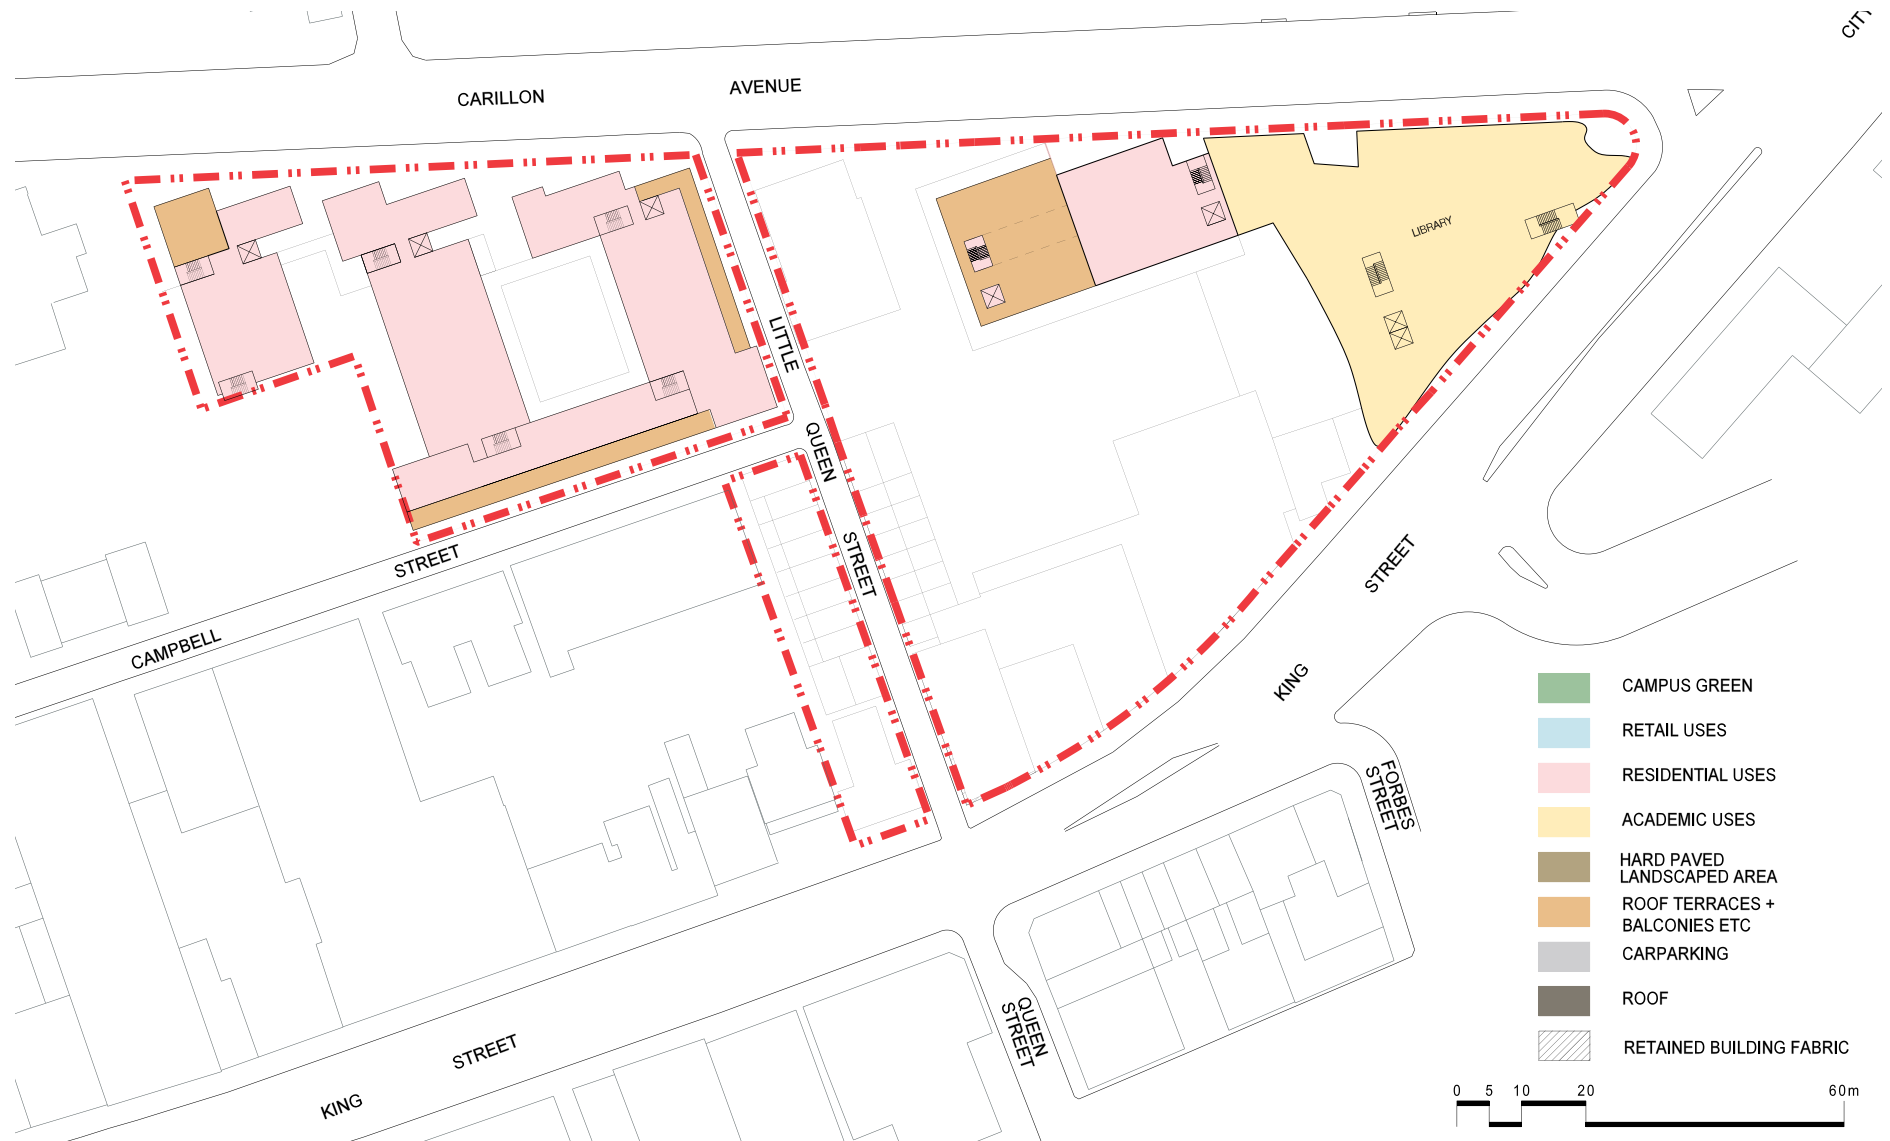 CITY
CARILLON
AVENUE
LIBRARY
LITTLE
QUEEN
STREET
STREET
CAMPBELL
STREET
KING
FORBES
STREET
QUEEN
STREET
STREET
KING
CAMPUS GREEN
RETAIL USES
RESIDENTIAL USES
ACADEMIC USES
HARD PAVED
LANDSCAPED AREA
ROOF TERRACES +
BALCONIES ETC
CARPARKING
ROOF
RETAINED BUILDING FABRIC
0 5 10 20 60m